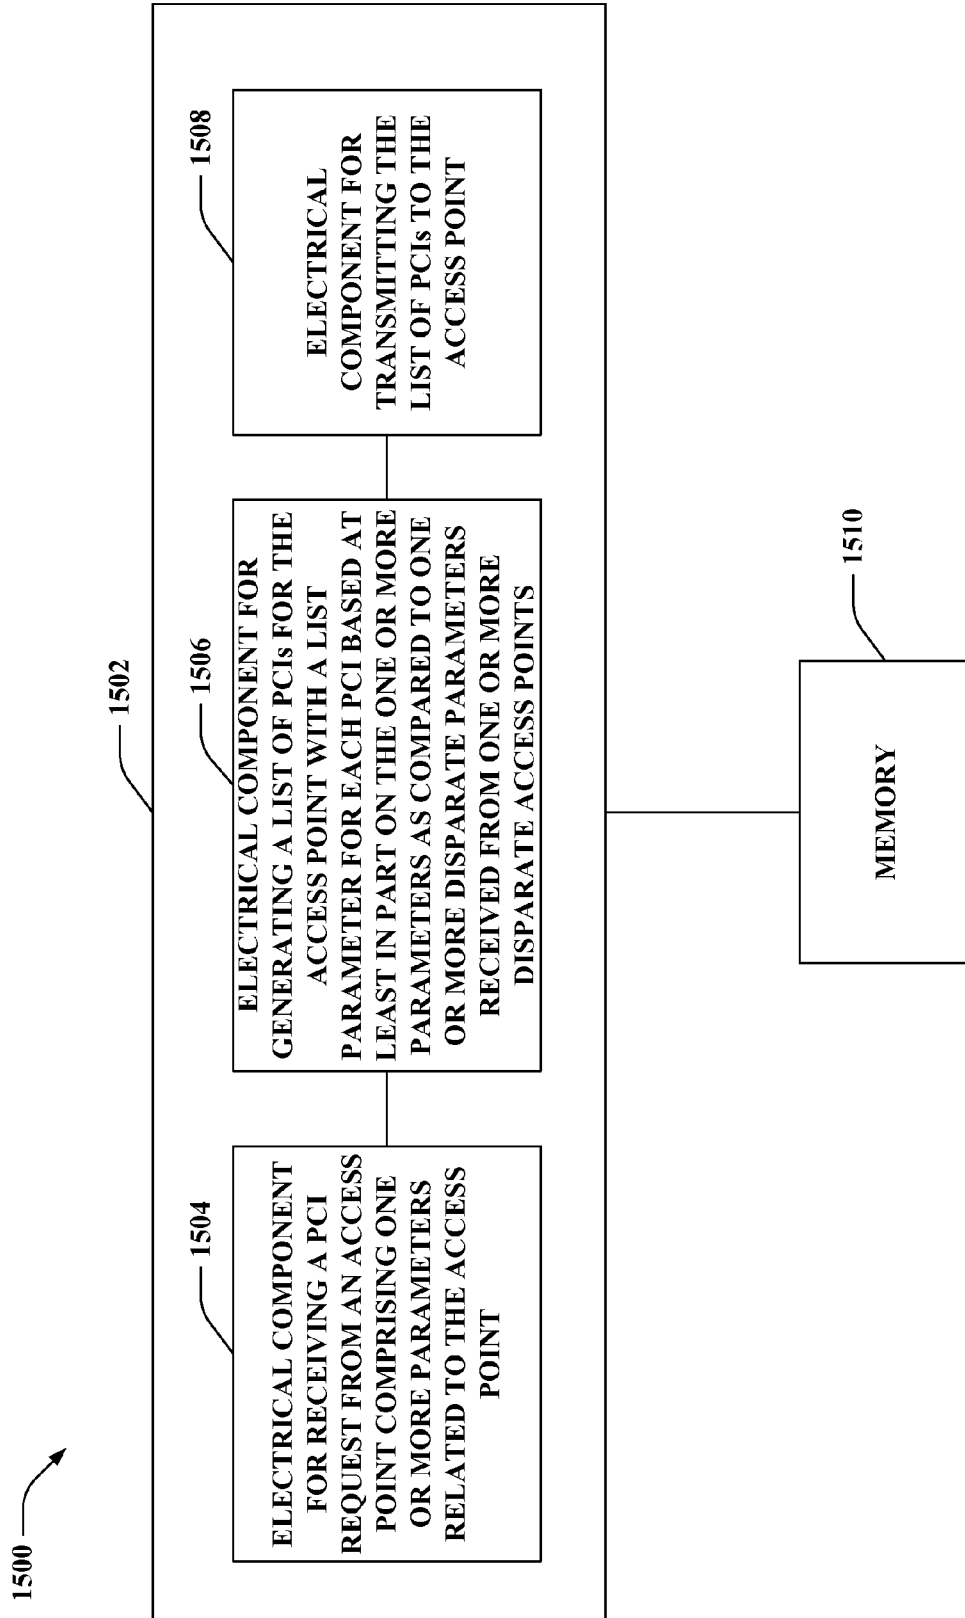 1500
1502
1504
ELECTRICAL COMPONENT
FOR RECEIVING A PCI
REQUEST FROM AN ACCESS
POINT COMPRISING ONE
OR MORE PARAMETERS
RELATED TO THE ACCESS
POINT
1506
ELECTRICAL COMPONENT FOR
GENERATING A LIST OF PCIs FOR THE
ACCESS POINT WITH A LIST
PARAMETER FOR EACH PCI BASED AT
LEAST IN PART ON THE ONE OR MORE
PARAMETERS AS COMPARED TO ONE
OR MORE DISPARATE PARAMETERS
RECEIVED FROM ONE OR MORE
DISPARATE ACCESS POINTS
1508
ELECTRICAL
COMPONENT FOR
TRANSMITTING THE
LIST OF PCIs TO THE
ACCESS POINT
1510
MEMORY